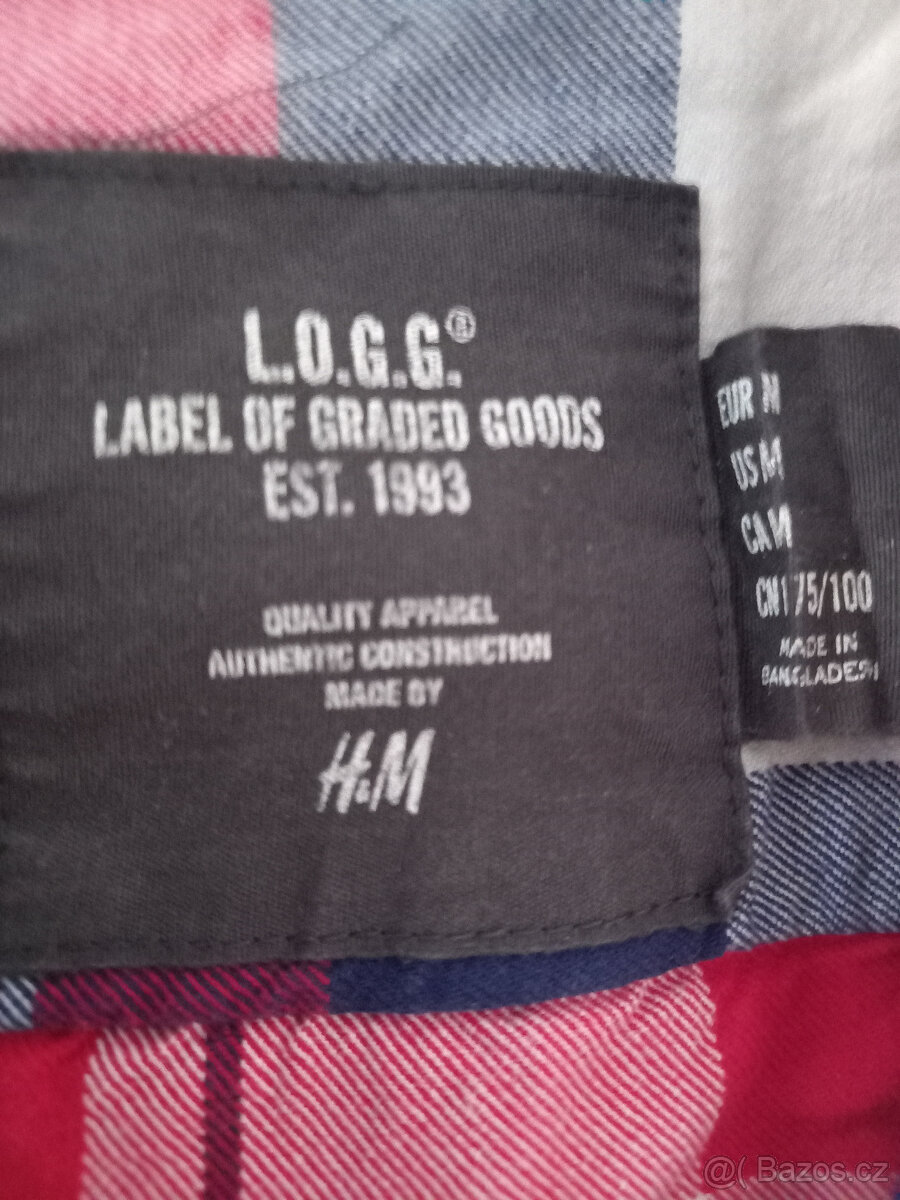 L.O.G.G.®
LABEL OF GRADED GOODS
EST. 1993
QUALITY APPAREL
AUTHENTIC CONSTRUCTION
MADE BY
H&M
EUR M
US M
CA M
CN 175/100
MADE IN
BANGLADESH
@( Bazos.cz